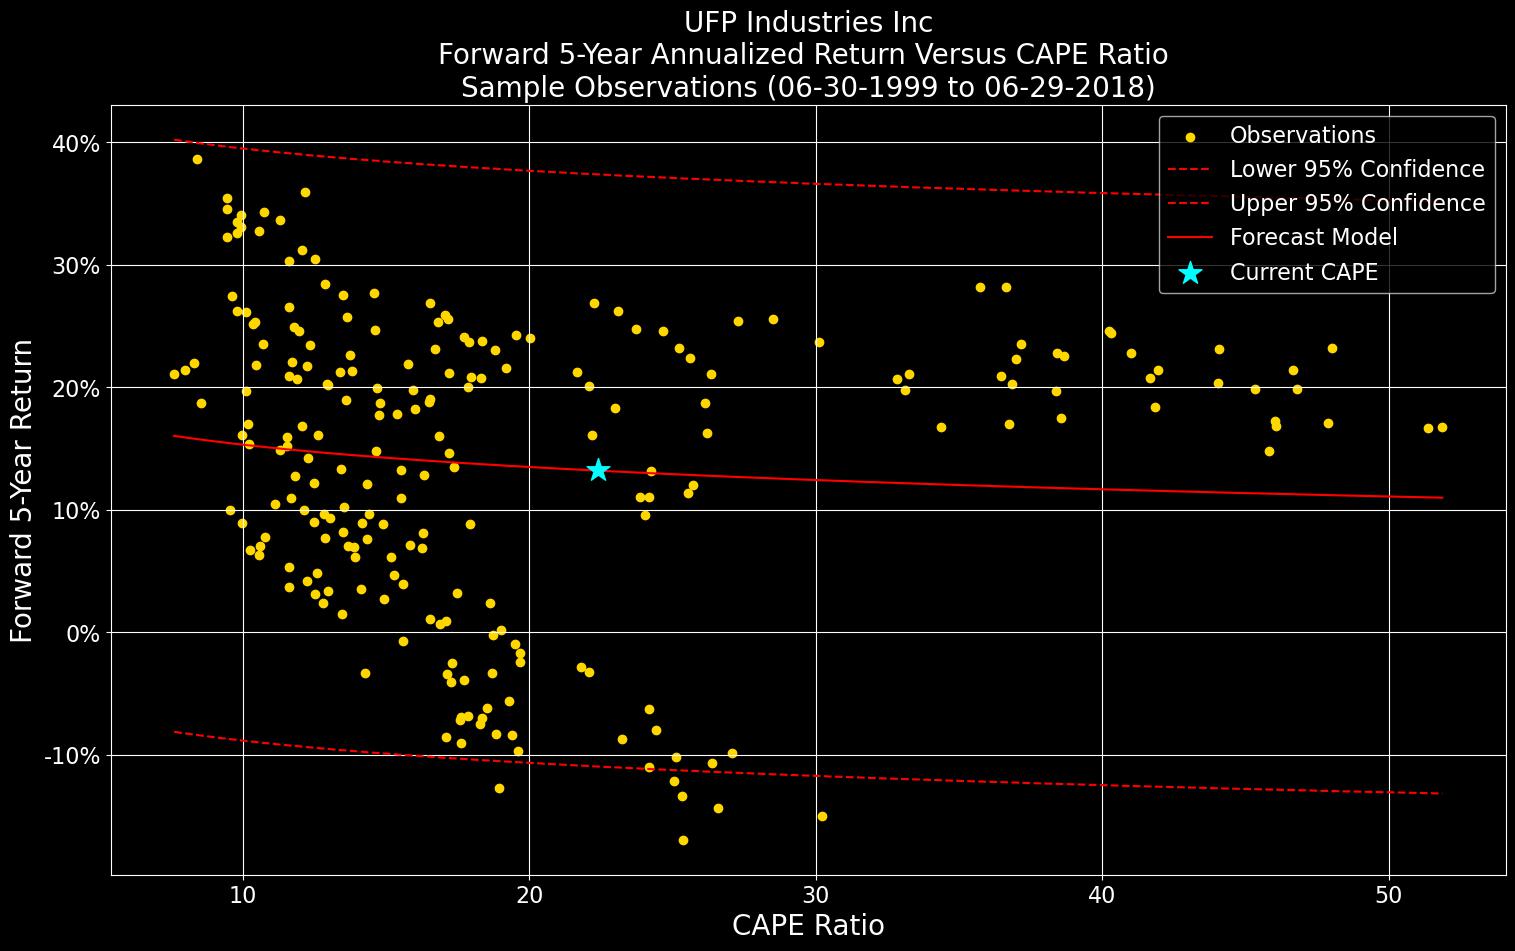 UFP Industries Inc
Forward 5-Year Annualized Return Versus CAPE Ratio
Sample Observations (06-30-1999 to 06-29-2018)
Observations
Lower 95% Confidence
Upper 95% Confidence
Forecast Model
Current CAPE
Forward 5-Year Return
40%
30%
20%
10%
0%
-10%
10 20 30 40 50
CAPE Ratio